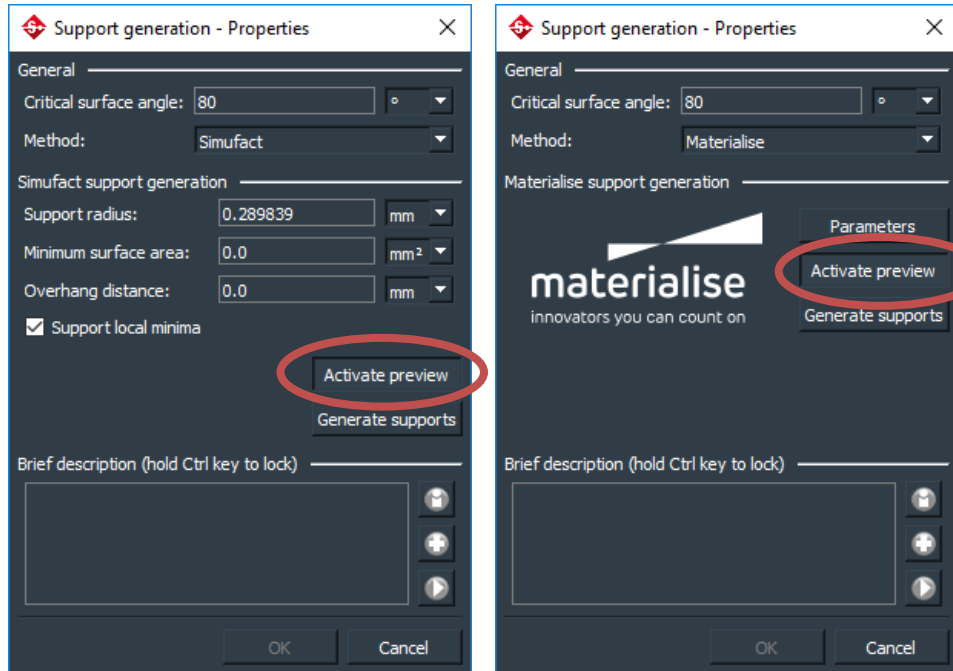 Support generation - Properties
General
Critical surface angle: 80 °
Method: Simufact
Simufact support generation
Support radius: 0.289839 mm
Minimum surface area: 0.0 mm²
Overhang distance: 0.0 mm
Support local minima
Activate preview
Generate supports
Brief description (hold Ctrl key to lock)
OK Cancel
Support generation - Properties
General
Critical surface angle: 80 °
Method: Materialise
Materialise support generation
materialise
innovators you can count on
Parameters
Activate preview
Generate supports
Brief description (hold Ctrl key to lock)
OK Cancel